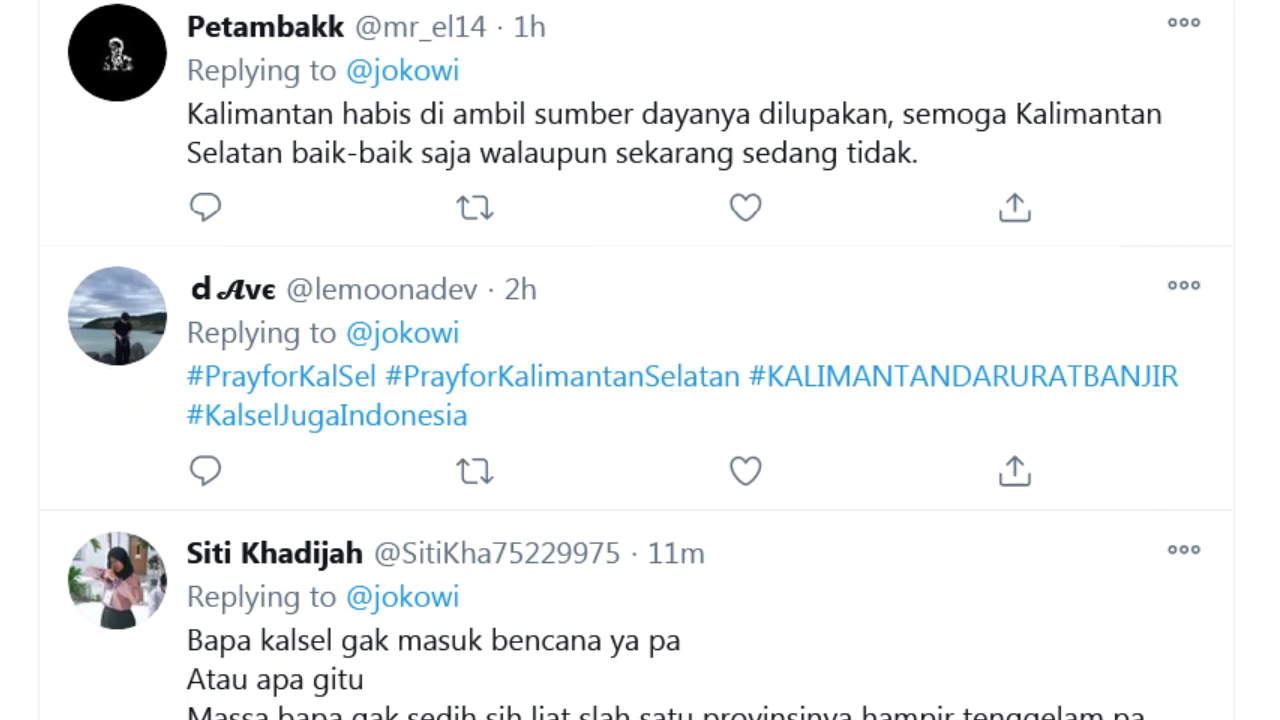 Petambakk @mr_el14 · 1h
Replying to @jokowi
Kalimantan habis di ambil sumber dayanya dilupakan, semoga Kalimantan
Selatan baik-baik saja walaupun sekarang sedang tidak.
d𝓐vє @lemoonadev · 2h
Replying to @jokowi
#PrayforKalSel #PrayforKalimantanSelatan #KALIMANTANDARURATBANJIR
#KalselJugaIndonesia
Siti Khadijah @SitiKha75229975 · 11m
Replying to @jokowi
Bapa kalsel gak masuk bencana ya pa
Atau apa gitu
Massa bapa gak sedih sih liat slah satu provinsinya hampir tenggelam pa